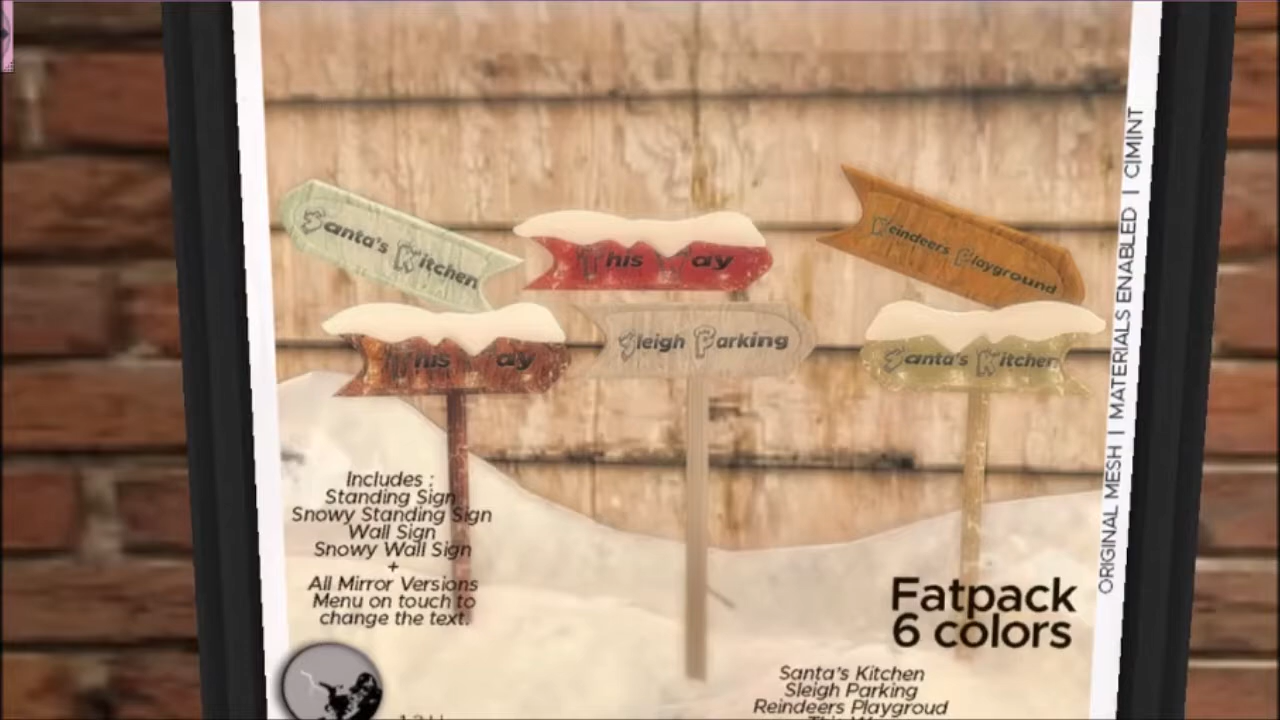 Santa's Kitchen
This Way
Reindeers Playground
This Way
Sleigh Parking
Santa's Kitchen
ORIGINAL MESH | MATERIALS ENABLED | C|M|NT
Includes :
Standing Sign
Snowy Standing Sign
Wall Sign
Snowy Wall Sign
+
All Mirror Versions
Menu on touch to
change the text.
Fatpack
6 colors
Santa's Kitchen
Sleigh Parking
Reindeers Playgroud